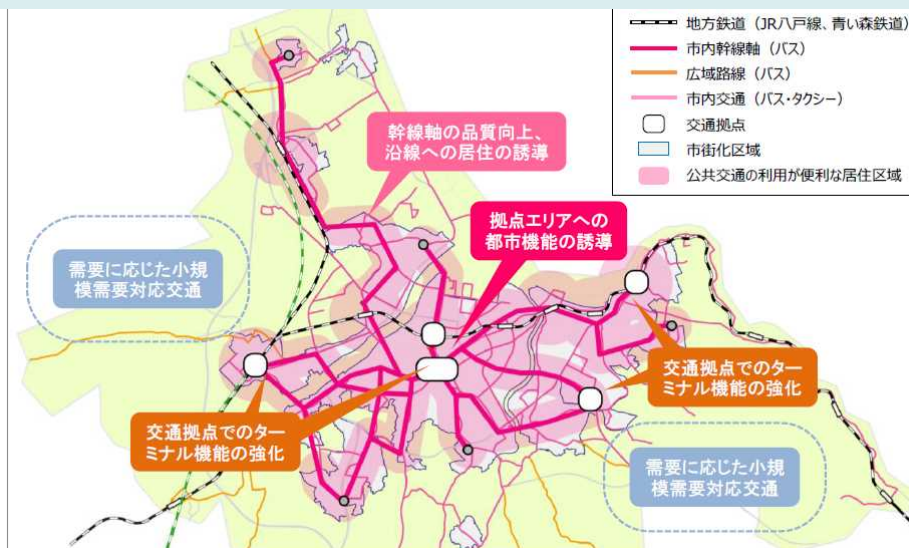 地方鉄道（JR八戸線、青い森鉄道）
市内幹線軸（バス）
広域路線（バス）
市内交通（バス・タクシー）
交通拠点
市街化区域
公共交通の利用が便利な居住区域
幹線軸の品質向上、
沿線への居住の誘導
拠点エリアへの
都市機能の誘導
需要に応じた小規
模需要対応交通
交通拠点でのター
ミナル機能の強化
交通拠点でのター
ミナル機能の強化
需要に応じた小規
模需要対応交通